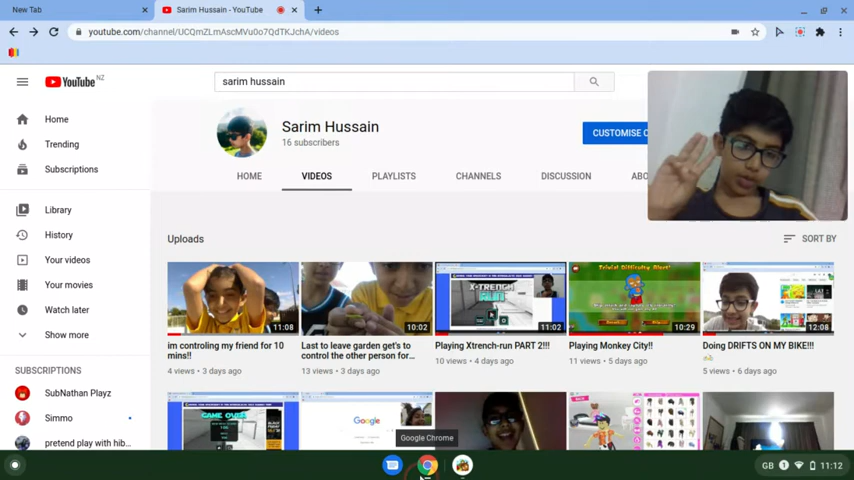 New Tab
Sarim Hussain - YouTube
youtube.com/channel/UCQmZLmAscMVu0o7QdTKJchA/videos
YouTube NZ
sarim hussain
Home
Trending
Subscriptions
Library
History
Your videos
Your movies
Watch later
Show more
SUBSCRIPTIONS
SubNathan Playz
Simmo
pretend play with hib...
Sarim Hussain
16 subscribers
CUSTOMISE C
HOME
VIDEOS
PLAYLISTS
CHANNELS
DISCUSSION
ABO
Uploads
SORT BY
11:08
10:02
X-TRENCH
RUN
11:02
10:29
12:08
im controling my friend for 10
mins!!
4 views • 3 days ago
Last to leave garden get's to
control the other person for...
13 views • 3 days ago
Playing Xtrench-run PART 2!!!
10 views • 4 days ago
Playing Monkey City!!
11 views • 5 days ago
Doing DRIFTS ON MY BIKE!!!
5 views • 6 days ago
GAME OVER
Google
Google Chrome
GB
1
11:12